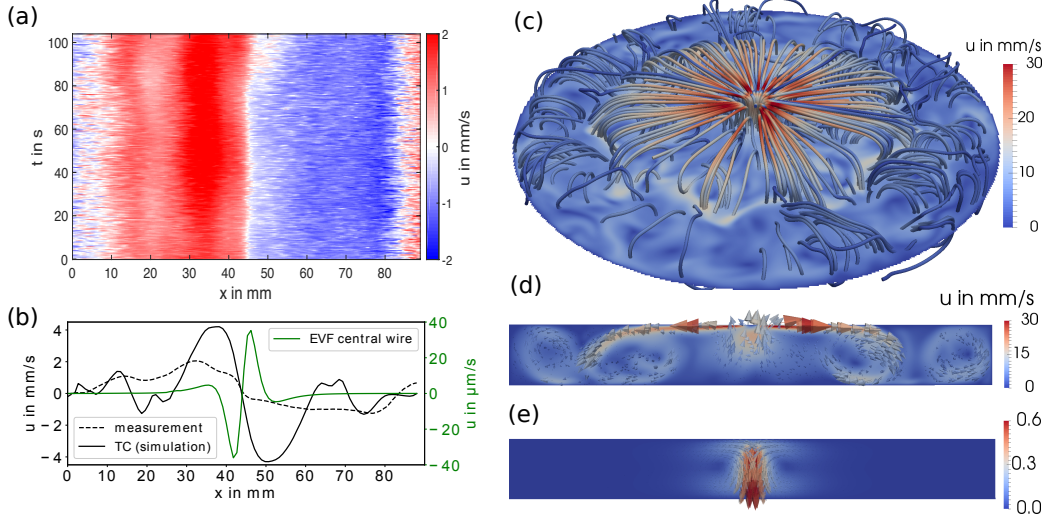 (a)
100
80
60
40
20
0
t in s
0 10 20 30 40 50 60 70 80
x in mm
2
1
0
-1
-2
u in mm/s
(b)
4
2
0
−2
−4
u in mm/s
EVF central wire
measurement
TC (simulation)
40
20
0
−20
−40
u in μm/s
0 10 20 30 40 50 60 70 80
x in mm
(c)
u in mm/s
30
20
10
0
(d)
u in mm/s
30
15
0
(e)
0.6
0.3
0.0